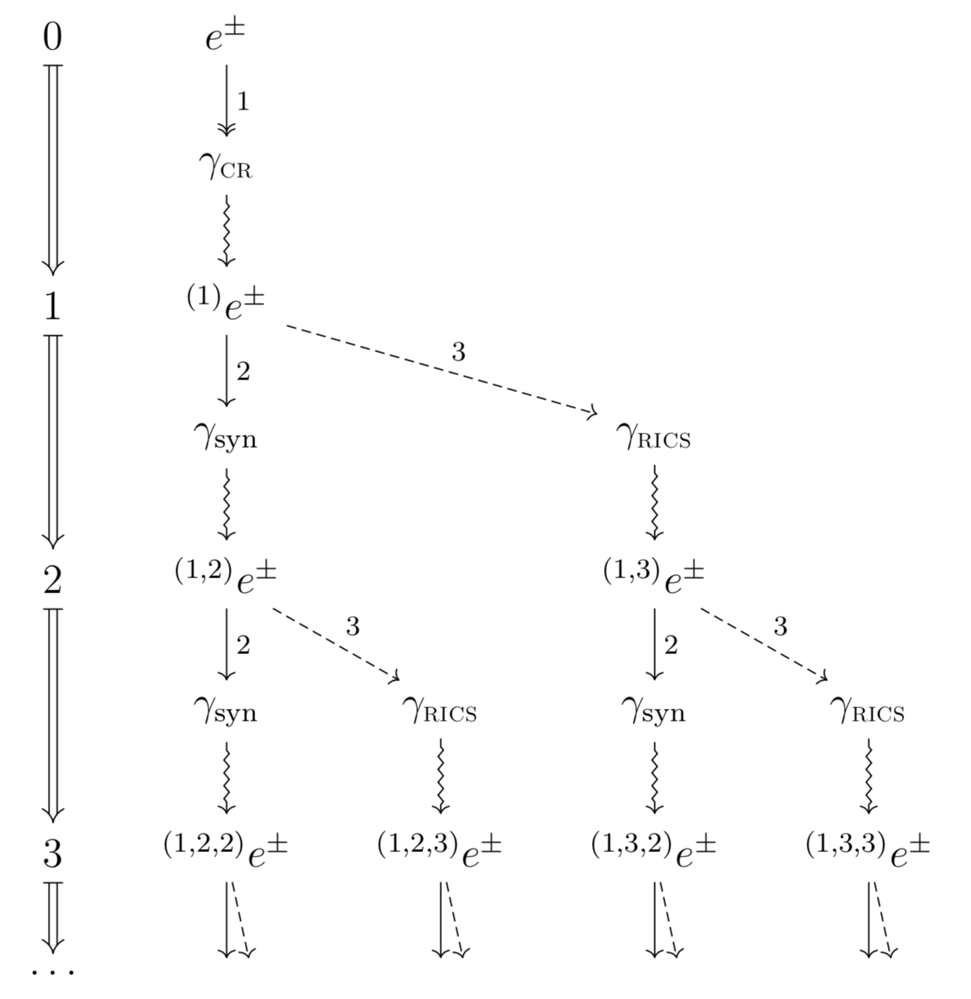 0 e^±
1
γ_CR
1 ^(1)e^±
3
2
γ_syn γ_RICS
2 ^(1,2)e^± ^(1,3)e^±
3 3
2 2
γ_syn γ_RICS γ_syn γ_RICS
3 ^(1,2,2)e^± ^(1,2,3)e^± ^(1,3,2)e^± ^(1,3,3)e^±
...